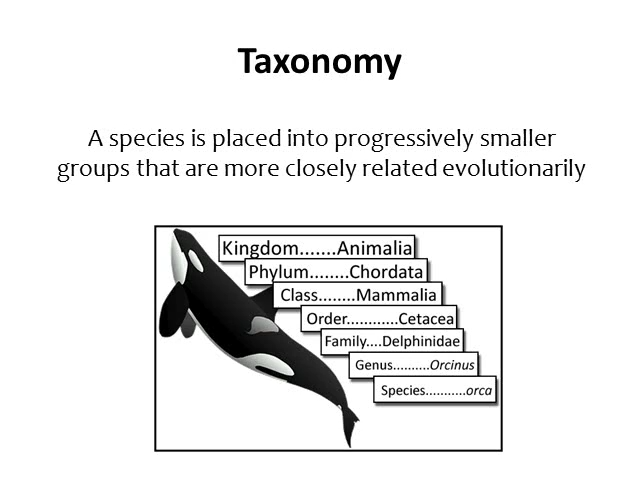 Taxonomy
A species is placed into progressively smaller
groups that are more closely related evolutionarily
Kingdom.......Animalia
Phylum........Chordata
Class........Mammalia
Order............Cetacea
Family....Delphinidae
Genus..........Orcinus
Species...........orca